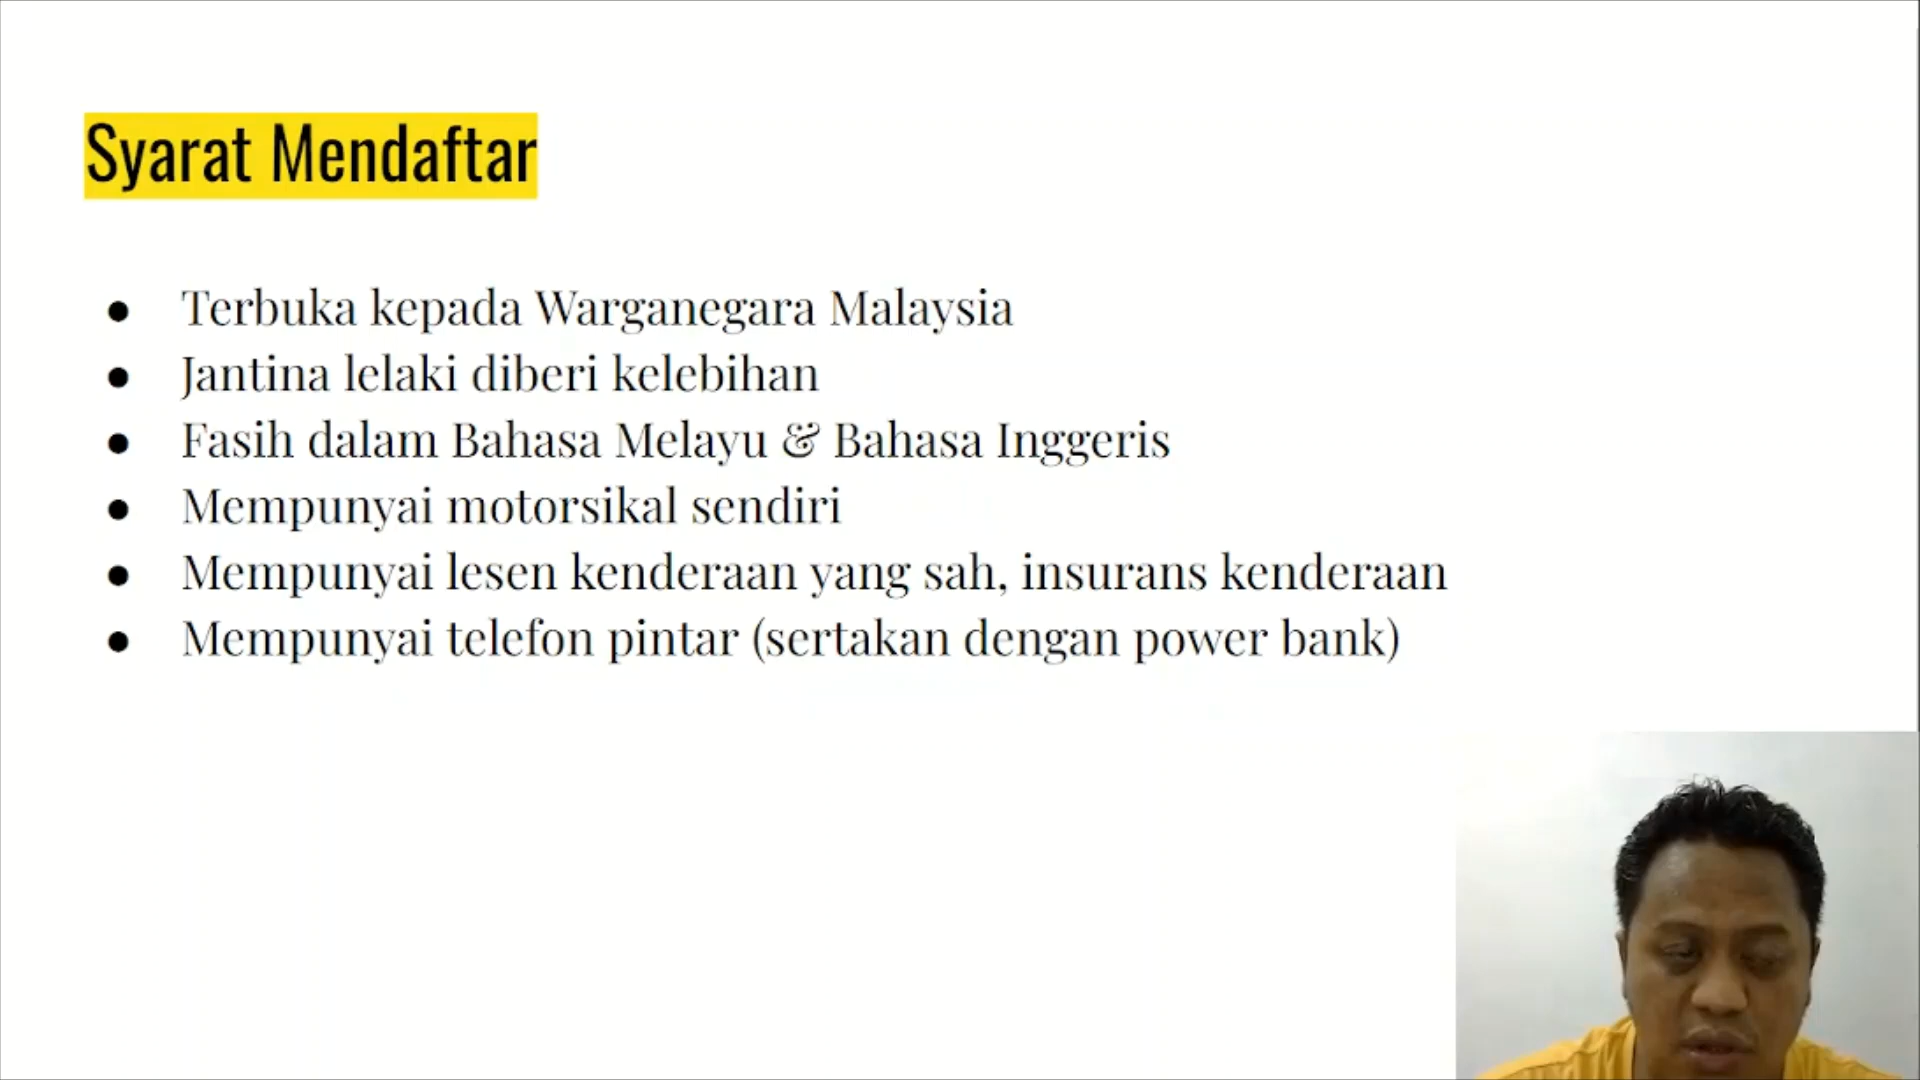 Syarat Mendaftar
● Terbuka kepada Warganegara Malaysia
● Jantina lelaki diberi kelebihan
● Fasih dalam Bahasa Melayu & Bahasa Inggeris
● Mempunyai motorsikal sendiri
● Mempunyai lesen kenderaan yang sah, insurans kenderaan
● Mempunyai telefon pintar (sertakan dengan power bank)